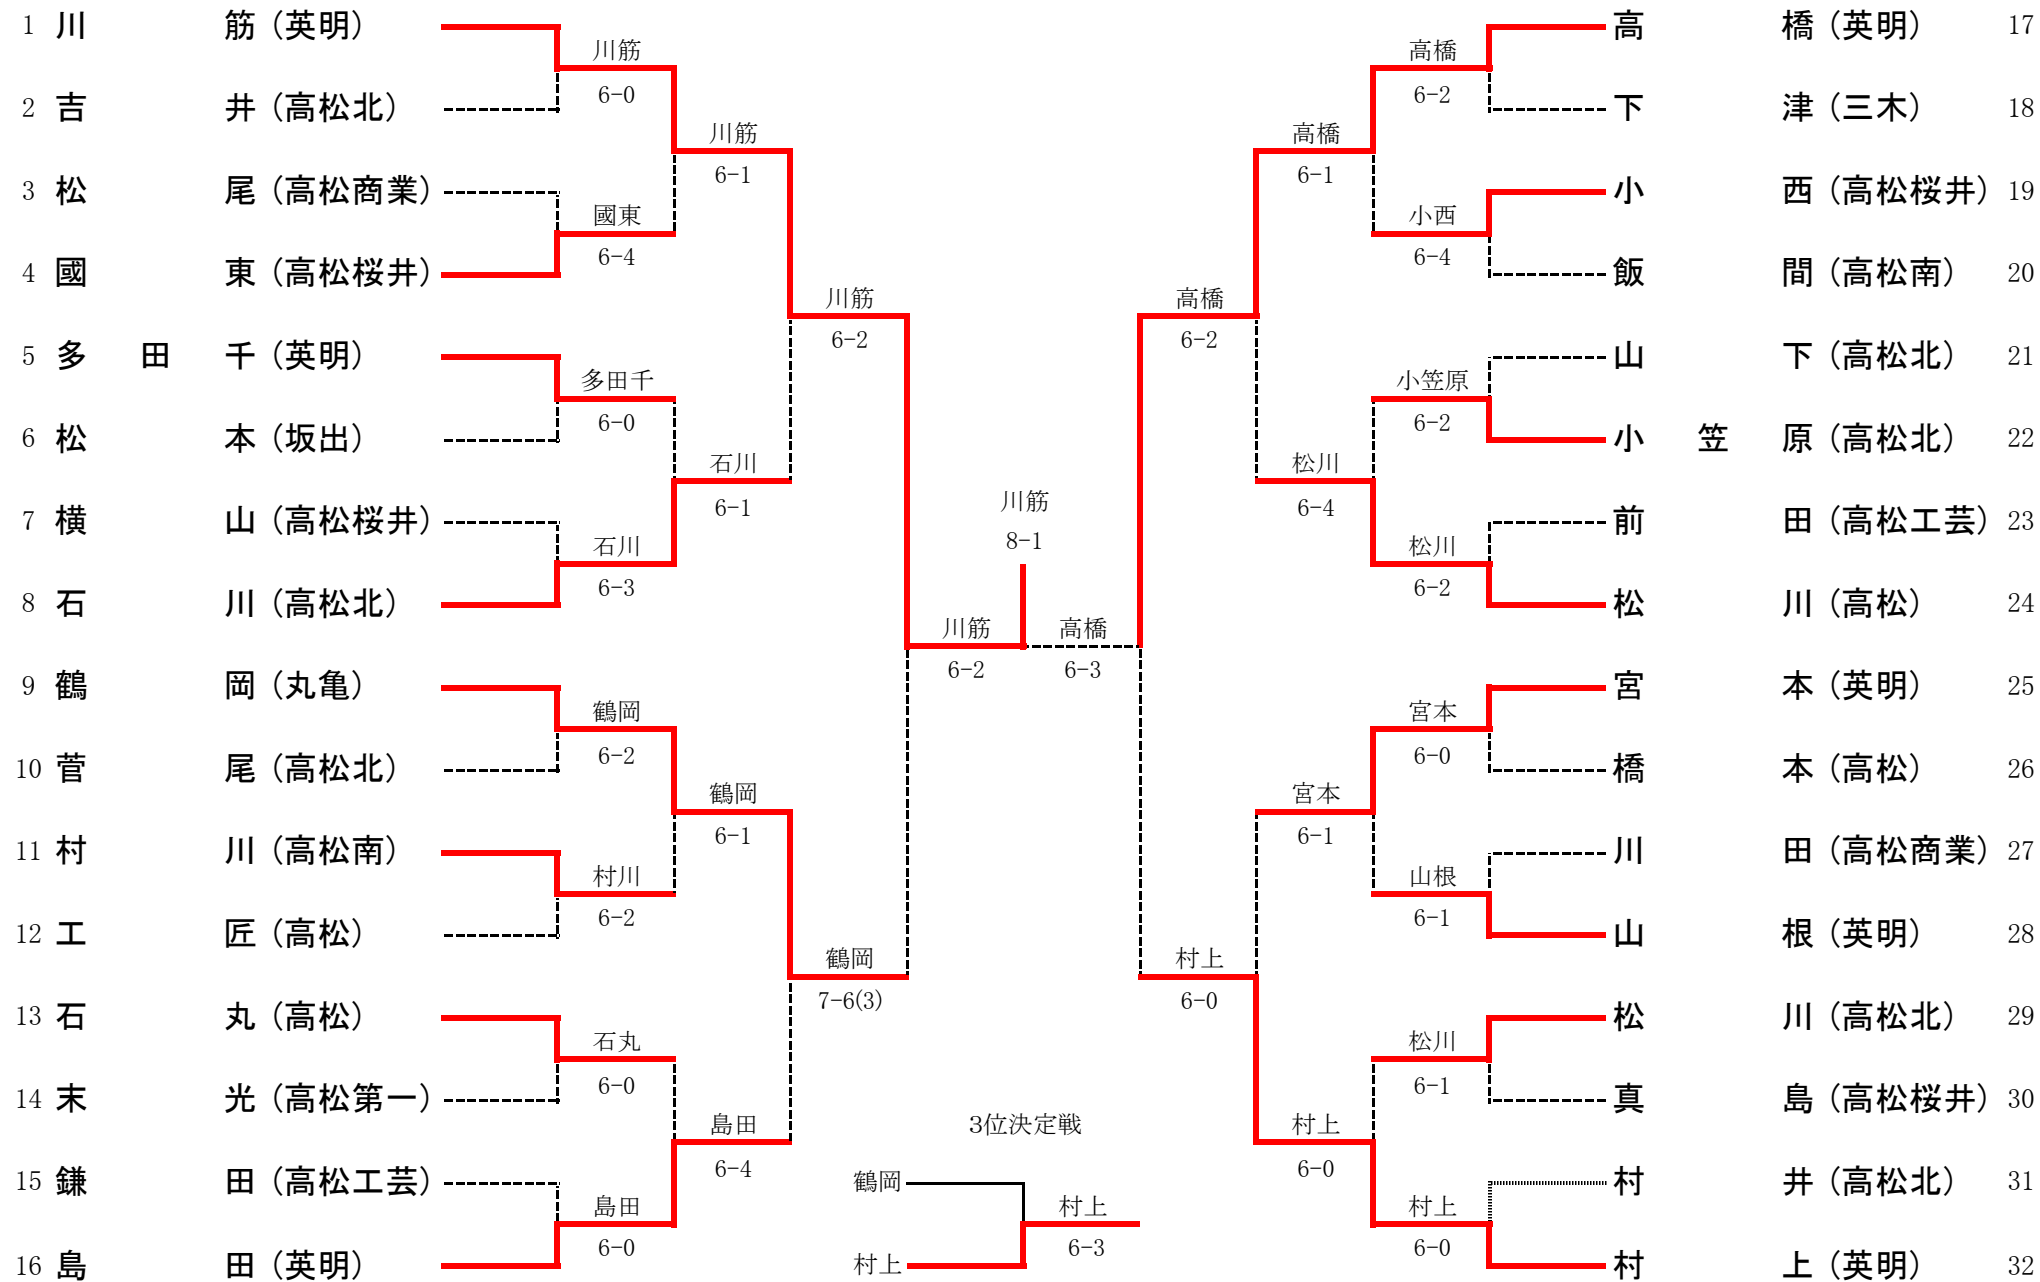 1 川 筋 (英明)
2 吉 井 (高松北)
3 松 尾 (高松商業)
4 國 東 (高松桜井)
5 多 田 千 (英明)
6 松 本 (坂出)
7 横 山 (高松桜井)
8 石 川 (高松北)
9 鶴 岡 (丸亀)
10 菅 尾 (高松北)
11 村 川 (高松南)
12 工 匠 (高松)
13 石 丸 (高松)
14 末 光 (高松第一)
15 鎌 田 (高松工芸)
16 島 田 (英明)
川筋
6-0
國東
6-4
多田千
6-0
石川
6-3
鶴岡
6-2
村川
6-2
石丸
6-0
島田
6-0
川筋
6-1
石川
6-1
鶴岡
6-1
島田
6-4
川筋
6-2
鶴岡
7-6(3)
川筋
6-2
川筋
8-1
高橋
6-3
高橋
6-2
村上
6-0
高橋
6-1
松川
6-4
宮本
6-1
村上
6-0
高橋
6-2
小西
6-4
小笠原
6-2
松川
6-2
宮本
6-0
山根
6-1
松川
6-1
村上
6-0
高 橋 (英明) 17
下 津 (三木) 18
小 西 (高松桜井) 19
飯 間 (高松南) 20
山 下 (高松北) 21
小 笠 原 (高松北) 22
前 田 (高松工芸) 23
松 川 (高松) 24
宮 本 (英明) 25
橋 本 (高松) 26
川 田 (高松商業) 27
山 根 (英明) 28
松 川 (高松北) 29
真 島 (高松桜井) 30
村 井 (高松北) 31
村 上 (英明) 32
3位決定戦
鶴岡
村上
村上
6-3